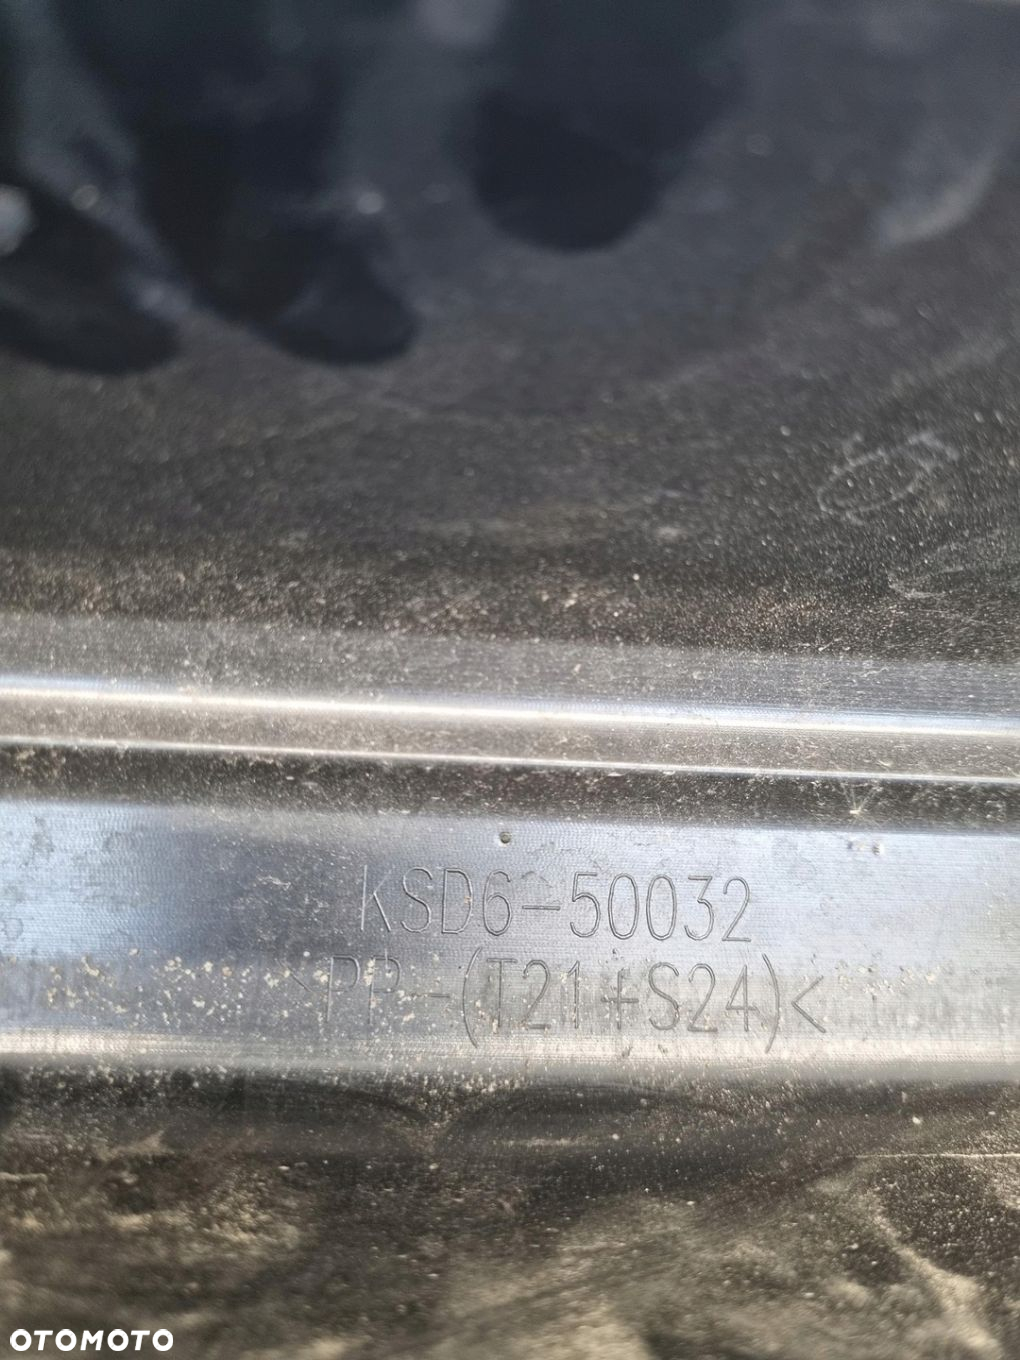 KSD6-50032
>PP-(T21+S24)<
OTOMOTO